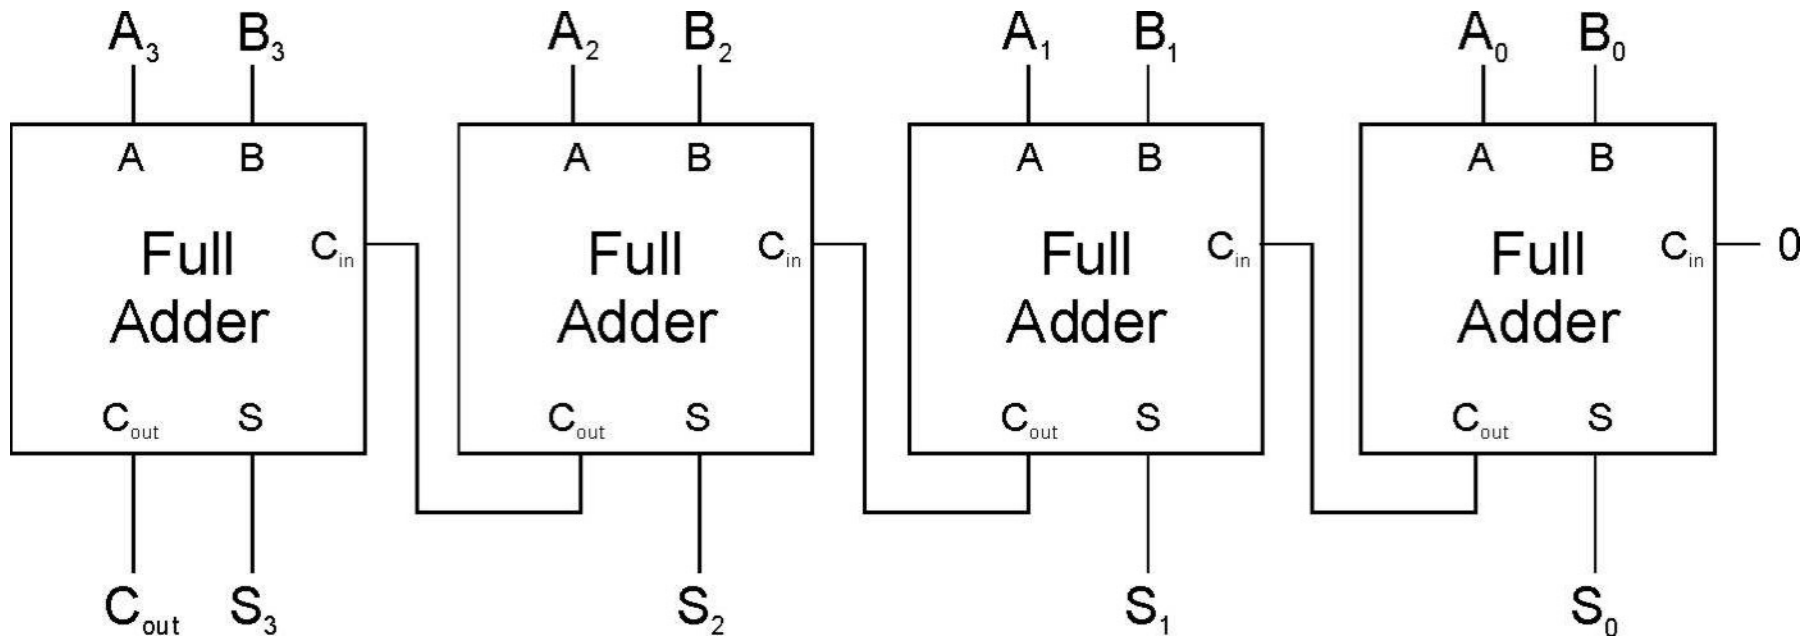 A3 B3 A2 B2 A1 B1 A0 B0
A B A B A B A B
Full Cin Full Cin Full Cin Full Cin 0
Adder Adder Adder Adder
Cout S Cout S Cout S Cout S
Cout S3 S2 S1 S0